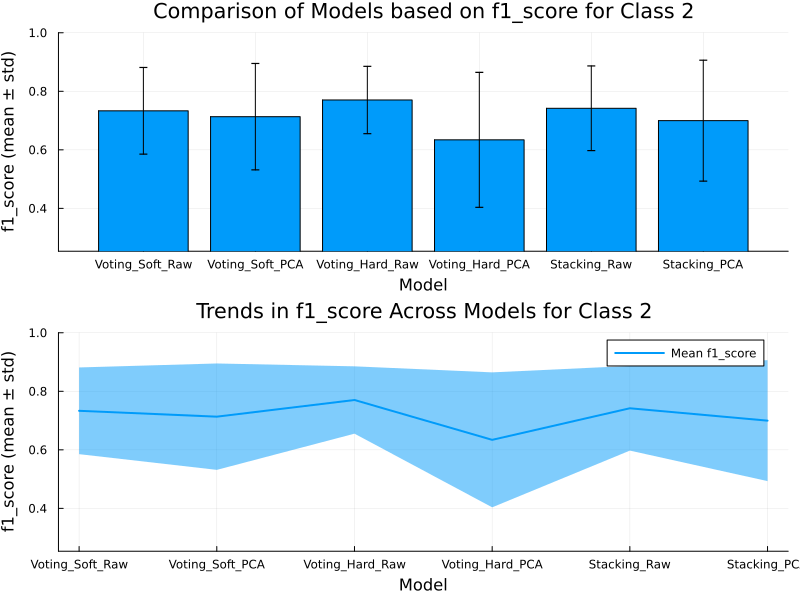 Comparison of Models based on f1_score for Class 2
f1_score (mean ± std)
1.0
0.8
0.6
0.4
Voting_Soft_Raw Voting_Soft_PCA Voting_Hard_Raw Voting_Hard_PCA Stacking_Raw Stacking_PCA
Model
Trends in f1_score Across Models for Class 2
f1_score (mean ± std)
1.0
Mean f1_score
0.8
0.6
0.4
Voting_Soft_Raw Voting_Soft_PCA Voting_Hard_Raw Voting_Hard_PCA Stacking_Raw Stacking_PC
Model